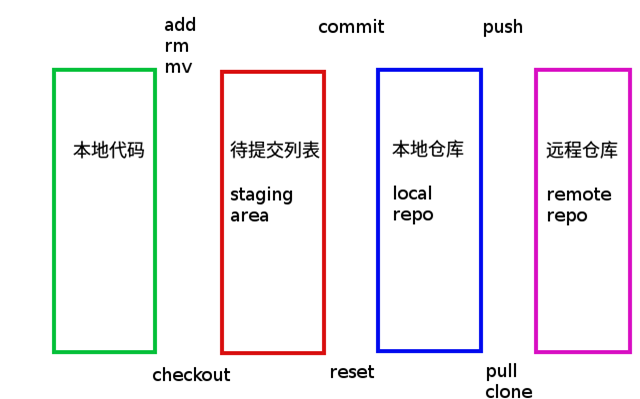 add
rm
mv
commit
push
本地代码
待提交列表
staging
area
本地仓库
local
repo
远程仓库
remote
repo
checkout
reset
pull
clone